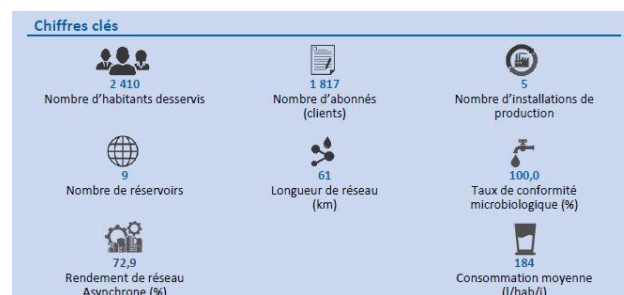 Chiffres clés
2 410
Nombre d'habitants desservis
1 817
Nombre d'abonnés
(clients)
5
Nombre d'installations de
production
9
Nombre de réservoirs
61
Longueur de réseau
(km)
100,0
Taux de conformité
microbiologique (%)
72,9
Rendement de réseau
Asynchrone (%)
184
Consommation moyenne
(l/hab/j)